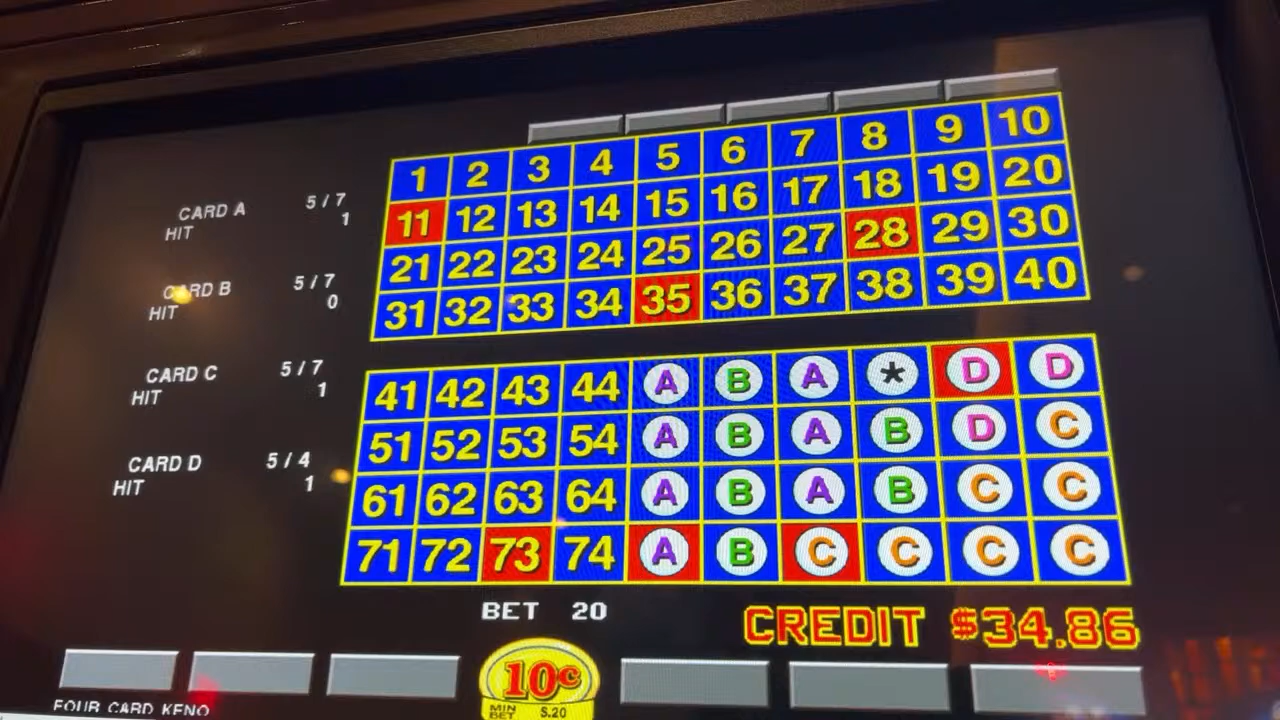 CARD A 5/7
HIT 1
CARD B 5/7
HIT 0
CARD C 5/7
HIT 1
CARD D 5/4
HIT 1
1 2 3 4 5 6 7 8 9 10
11 12 13 14 15 16 17 18 19 20
21 22 23 24 25 26 27 28 29 30
31 32 33 34 35 36 37 38 39 40
41 42 43 44 A B A * D D
51 52 53 54 A B A B D C
61 62 63 64 A B A B C C
71 72 73 74 A B C C C C
BET 20
CREDIT $34.86
10¢
MIN BET $.20
FOUR CARD KENO